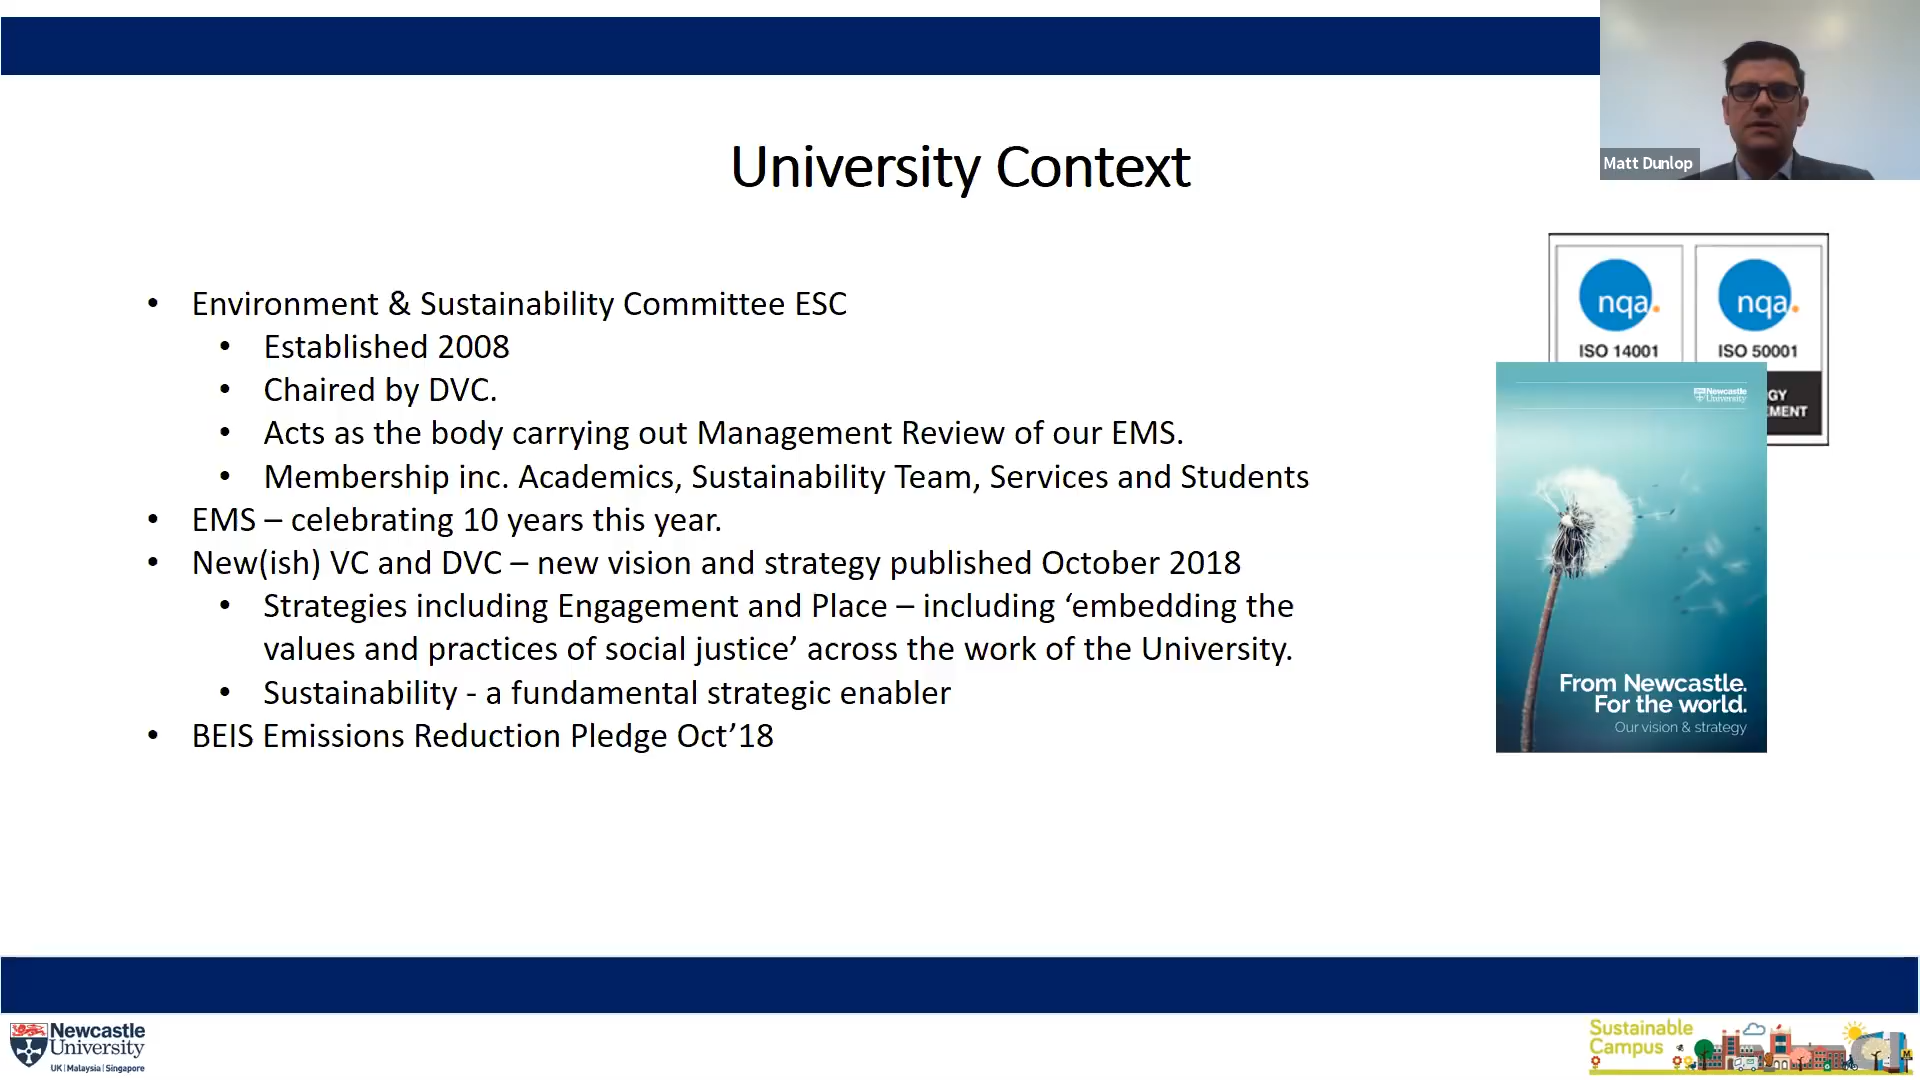 Matt Dunlop
University Context
• Environment & Sustainability Committee ESC
• Established 2008
• Chaired by DVC.
• Acts as the body carrying out Management Review of our EMS.
• Membership inc. Academics, Sustainability Team, Services and Students
• EMS – celebrating 10 years this year.
• New(ish) VC and DVC – new vision and strategy published October 2018
• Strategies including Engagement and Place – including ‘embedding the
values and practices of social justice’ across the work of the University.
• Sustainability - a fundamental strategic enabler
• BEIS Emissions Reduction Pledge Oct’18
nqa. nqa.
ISO 14001 ISO 50001
GY
EMENT
Newcastle
University
From Newcastle.
For the world.
Our vision & strategy
Newcastle
University
UK | Malaysia | Singapore
Sustainable
Campus